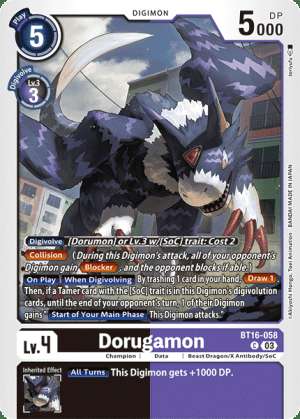 DIGIMON
Play
5
5000
DP
Digivolve
Lv.3
3
Digivolve [Dorumon] or Lv.3 w/[SoC] trait: Cost 2
Collision (During this Digimon's attack, all of your opponent's
Digimon gain Blocker, and the opponent blocks if able.)
On Play When Digivolving By trashing 1 card in your hand, Draw 1.
Then, if a Tamer card with the [SoC] trait is in this Digimon's digivolution
cards, until the end of your opponent's turn, 1 of their Digimon
gains " Start of Your Main Phase This Digimon attacks."
Lv.4
Dorugamon
BT16-058
C
03
Champion
Data
Beast Dragon/X Antibody/SoC
Inherited Effect
All Turns This Digimon gets +1000 DP.